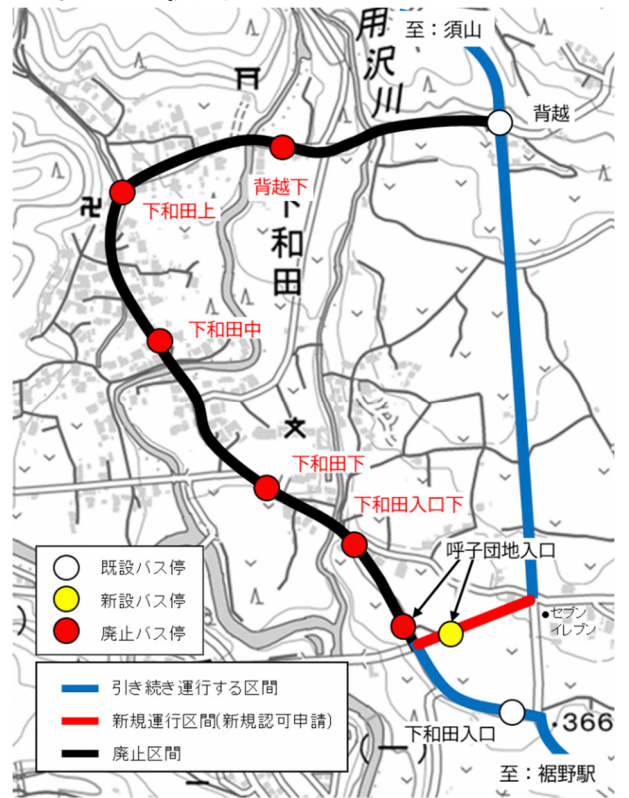 至：須山
用沢川
背越
背越下
下和田上
下和田
下和田中
下和田下
下和田入口下
呼子団地入口
セブン
イレブン
既設バス停
新設バス停
廃止バス停
引き続き運行する区間
新規運行区間(新規認可申請)
廃止区間
下和田入口
366
(一)
至：裾野駅